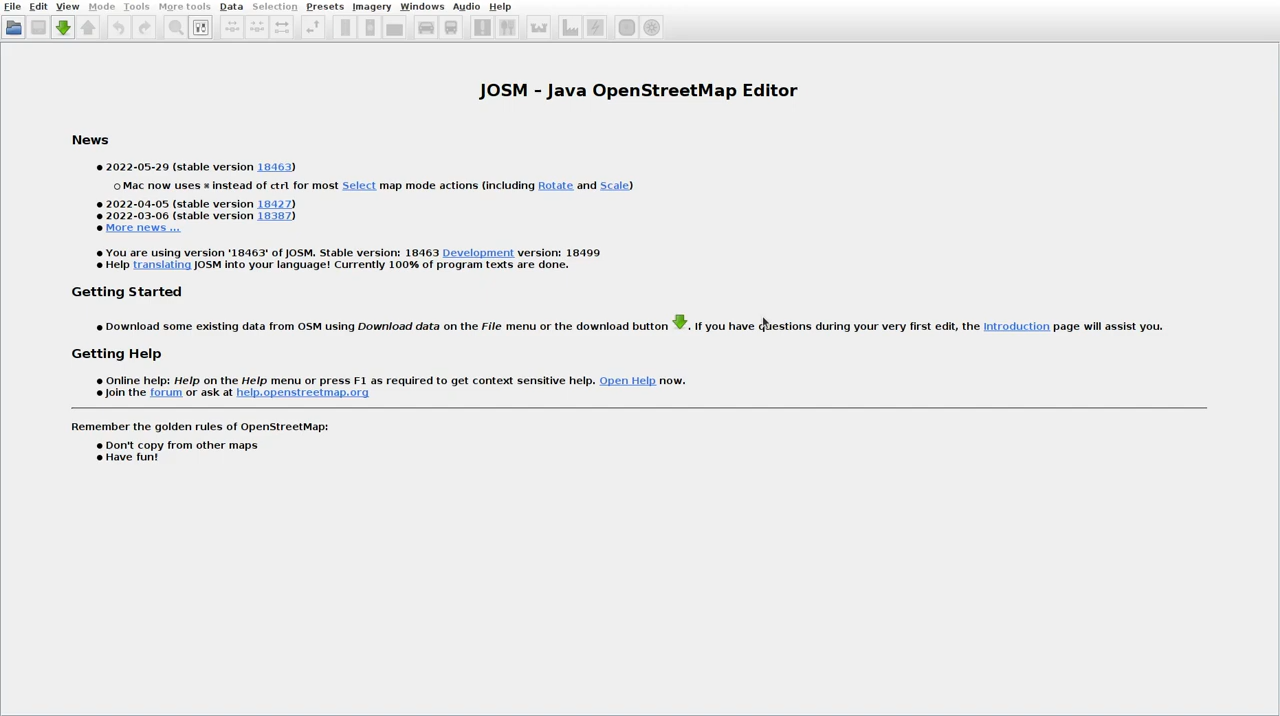 File Edit View Mode Tools More tools Data Selection Presets Imagery Windows Audio Help
JOSM – Java OpenStreetMap Editor
News
2022-05-29 (stable version 18463)
Mac now uses ⌘ instead of ctrl for most Select map mode actions (including Rotate and Scale)
2022-04-05 (stable version 18427)
2022-03-06 (stable version 18387)
More news ...
You are using version '18463' of JOSM. Stable version: 18463 Development version: 18499
Help translating JOSM into your language! Currently 100% of program texts are done.
Getting Started
Download some existing data from OSM using Download data on the File menu or the download button . If you have questions during your very first edit, the Introduction page will assist you.
Getting Help
Online help: Help on the Help menu or press F1 as required to get context sensitive help. Open Help now.
Join the forum or ask at help.openstreetmap.org
Remember the golden rules of OpenStreetMap:
Don't copy from other maps
Have fun!